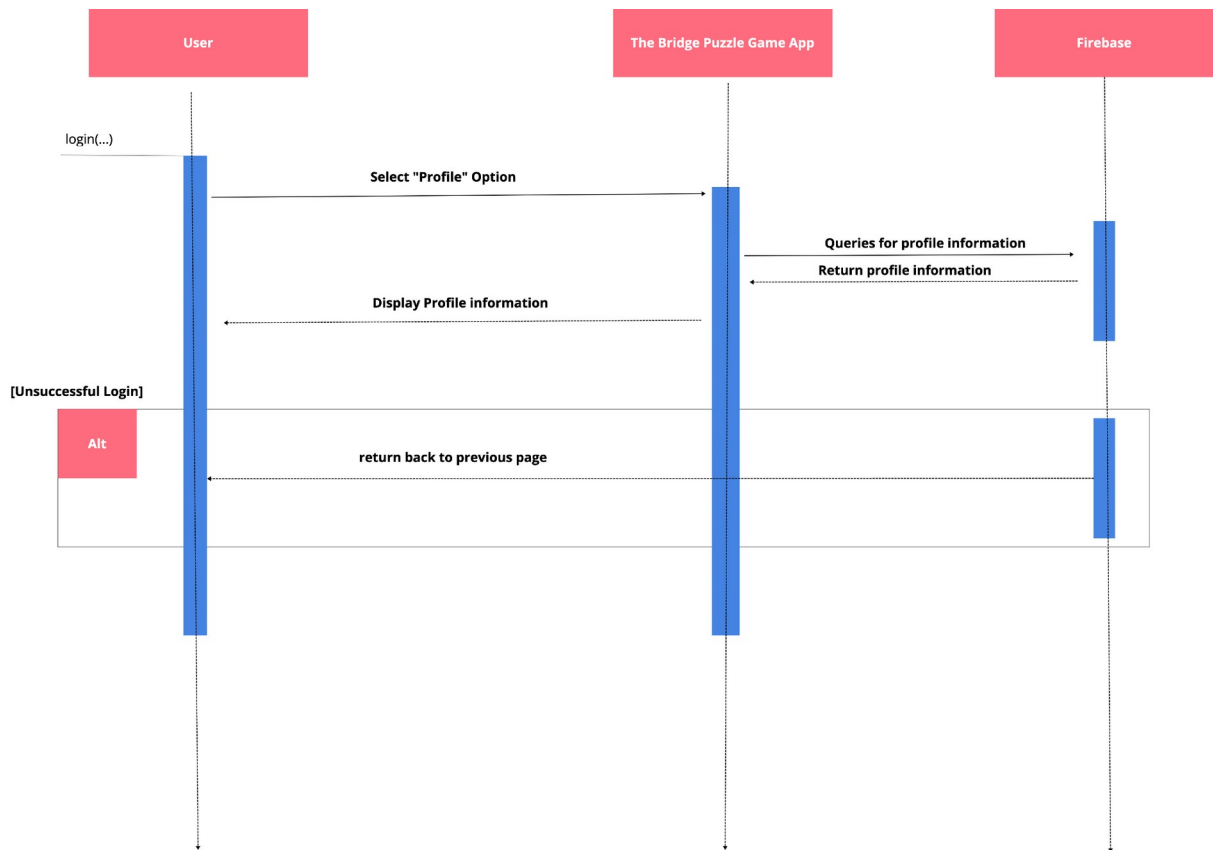 User
The Bridge Puzzle Game App
Firebase
login(...)
Select "Profile" Option
Queries for profile information
Return profile information
Display Profile information
[Unsuccessful Login]
Alt
return back to previous page